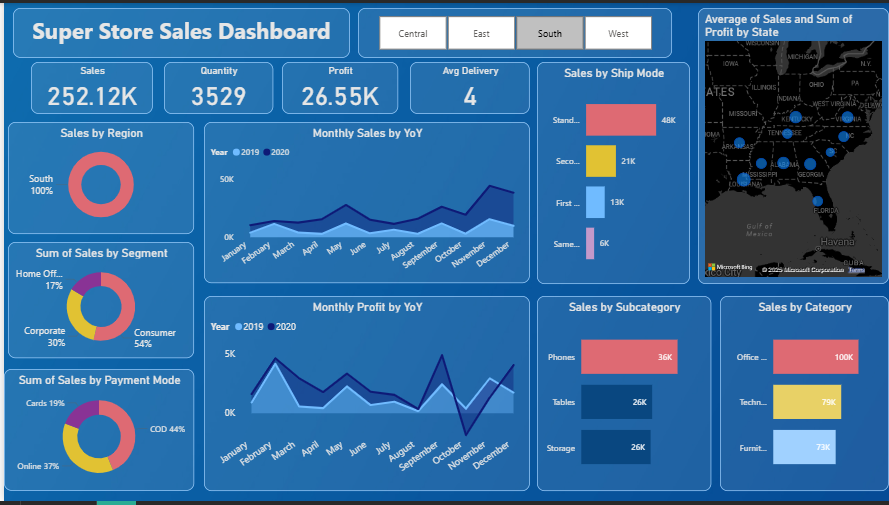 Super Store Sales Dashboard
Central
East
South
West
Average of Sales and Sum of
Profit by State
Sales
252.12K
Quantity
3529
Profit
26.55K
Avg Delivery
4
Sales by Ship Mode
Stand...
48K
Seco...
21K
First ...
13K
Same...
6K
Sales by Region
South
100%
Monthly Sales by YoY
Year 2019 2020
50K
0K
January
February
March
April
May
June
July
August
September
October
November
December
Sum of Sales by Segment
Home Off...
17%
Corporate
30%
Consumer
54%
Sum of Sales by Payment Mode
Cards 19%
COD 44%
Online 37%
Monthly Profit by YoY
Year 2019 2020
5K
0K
January
February
March
April
May
June
July
August
September
October
November
December
Sales by Subcategory
Phones
36K
Tables
26K
Storage
26K
Sales by Category
Office ...
100K
Techn...
79K
Furnit...
73K
WISCONSIN
MICHIGAN
IOWA
N.Y.
ILLINOIS
OHIO
PA
INDIANA
ATES
MISSOURI
WEST VIRGINIA
DELAW
KENTUCKY
VIRGINIA
OMA
TENNESSEE
NC
ARKANSAS
SC
MISSISSIPPI
ALABAMA
GEORGIA
LOUISIANA
FLORIDA
Gulf of
Mexico
Havana
CUBA
Microsoft Bing
© 2025 Microsoft Corporation Terms